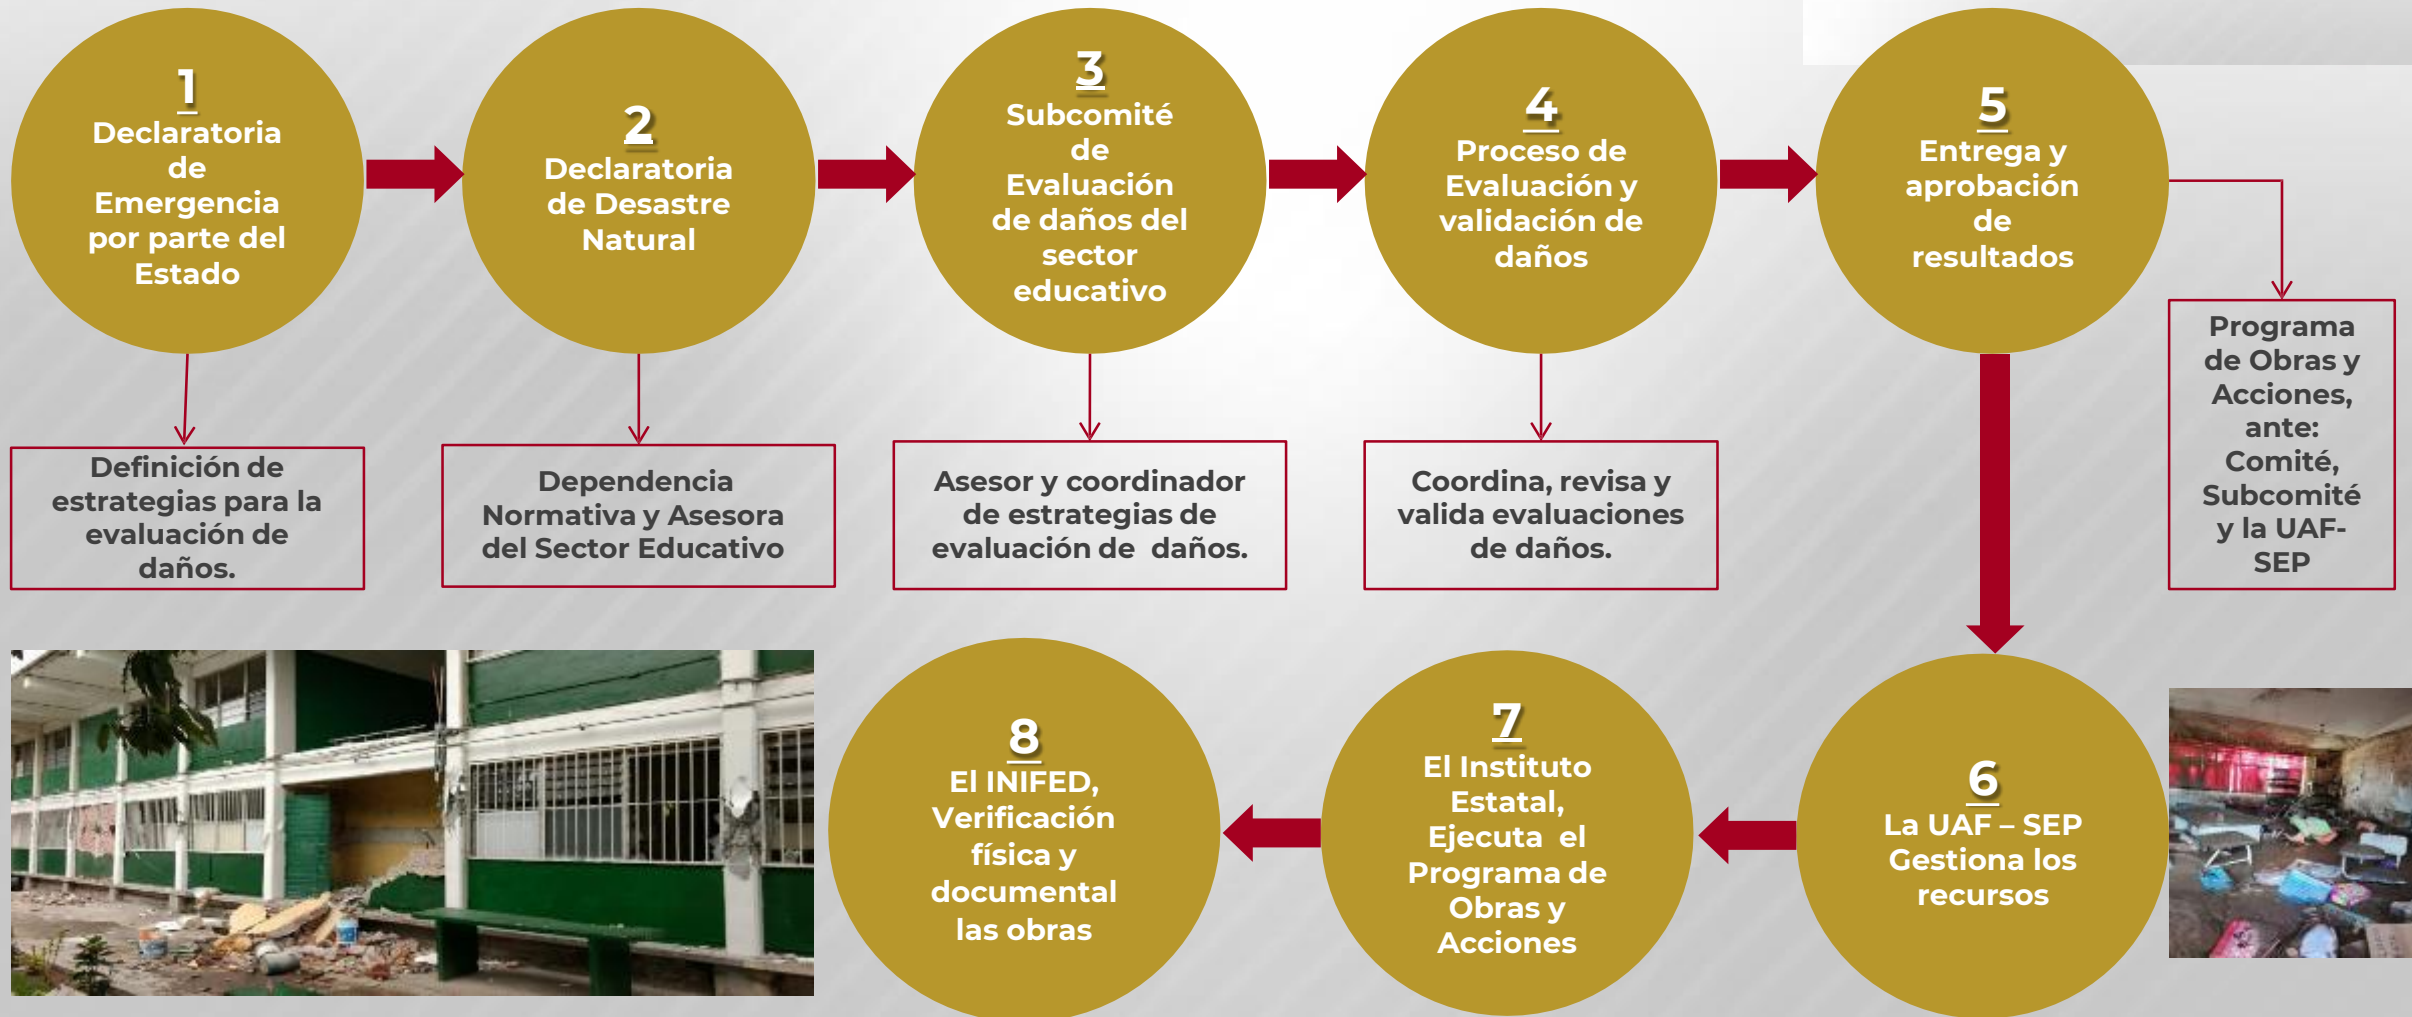 1
Declaratoria
de
Emergencia
por parte del
Estado
2
Declaratoria
de Desastre
Natural
3
Subcomité
de
Evaluación
de daños del
sector
educativo
4
Proceso de
Evaluación y
validación de
daños
5
Entrega y
aprobación
de
resultados
Definición de
estrategias para la
evaluación de
daños.
Dependencia
Normativa y Asesora
del Sector Educativo
Asesor y coordinador
de estrategias de
evaluación de  daños.
Coordina, revisa y
valida evaluaciones
de daños.
Programa
de Obras y
Acciones,
ante:
Comité,
Subcomité
y la UAF-
SEP
6
La UAF – SEP
Gestiona los
recursos
7
El Instituto
Estatal,
Ejecuta  el
Programa de
Obras y
Acciones
8
El INIFED,
Verificación
física y
documental
las obras